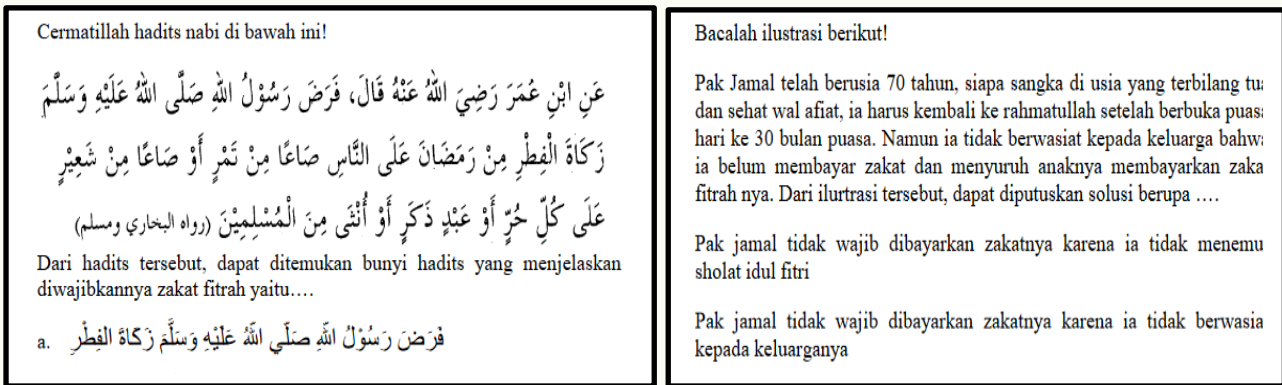 Cermatillah hadits nabi di bawah ini!
عَنِ ابْنِ عُمَرَ رَضِيَ اللهُ عَنْهُ قَالَ، فَرَضَ رَسُوْلُ اللهِ صَلَّى اللهُ عَلَيْهِ وَسَلَّمَ
زَكَاةَ الْفِطْرِ مِنْ رَمَضَانَ عَلَى النَّاسِ صَاعًا مِنْ تَمْرٍ أَوْ صَاعًا مِنْ شَعِيْرٍ
عَلَى كُلِّ حُرٍّ أَوْ عَبْدٍ ذَكَرٍ أَوْ أُنْثَى مِنَ الْمُسْلِمِيْنَ (رواه البخاري ومسلم)
Dari hadits tersebut, dapat ditemukan bunyi hadits yang menjelaskan
diwajibkannya zakat fitrah yaitu….
a. فَرَضَ رَسُوْلُ اللهِ صَلَّي اللهُ عَلَيْهِ وَسَلَّمَ زَكَاةَ الفِطْرِ
Bacalah ilustrasi berikut!
Pak Jamal telah berusia 70 tahun, siapa sangka di usia yang terbilang
dan sehat wal afiat, ia harus kembali ke rahmatullah setelah berbuka
hari ke 30 bulan puasa. Namun ia tidak berwasiat kepada keluarga
ia belum membayar zakat dan menyuruh anaknya membayarkan
fitrah nya. Dari ilurtrasi tersebut, dapat diputuskan solusi berupa ….
Pak jamal tidak wajib dibayarkan zakatnya karena ia tidak
sholat idul fitri
Pak jamal tidak wajib dibayarkan zakatnya karena ia tidak
kepada keluarganya